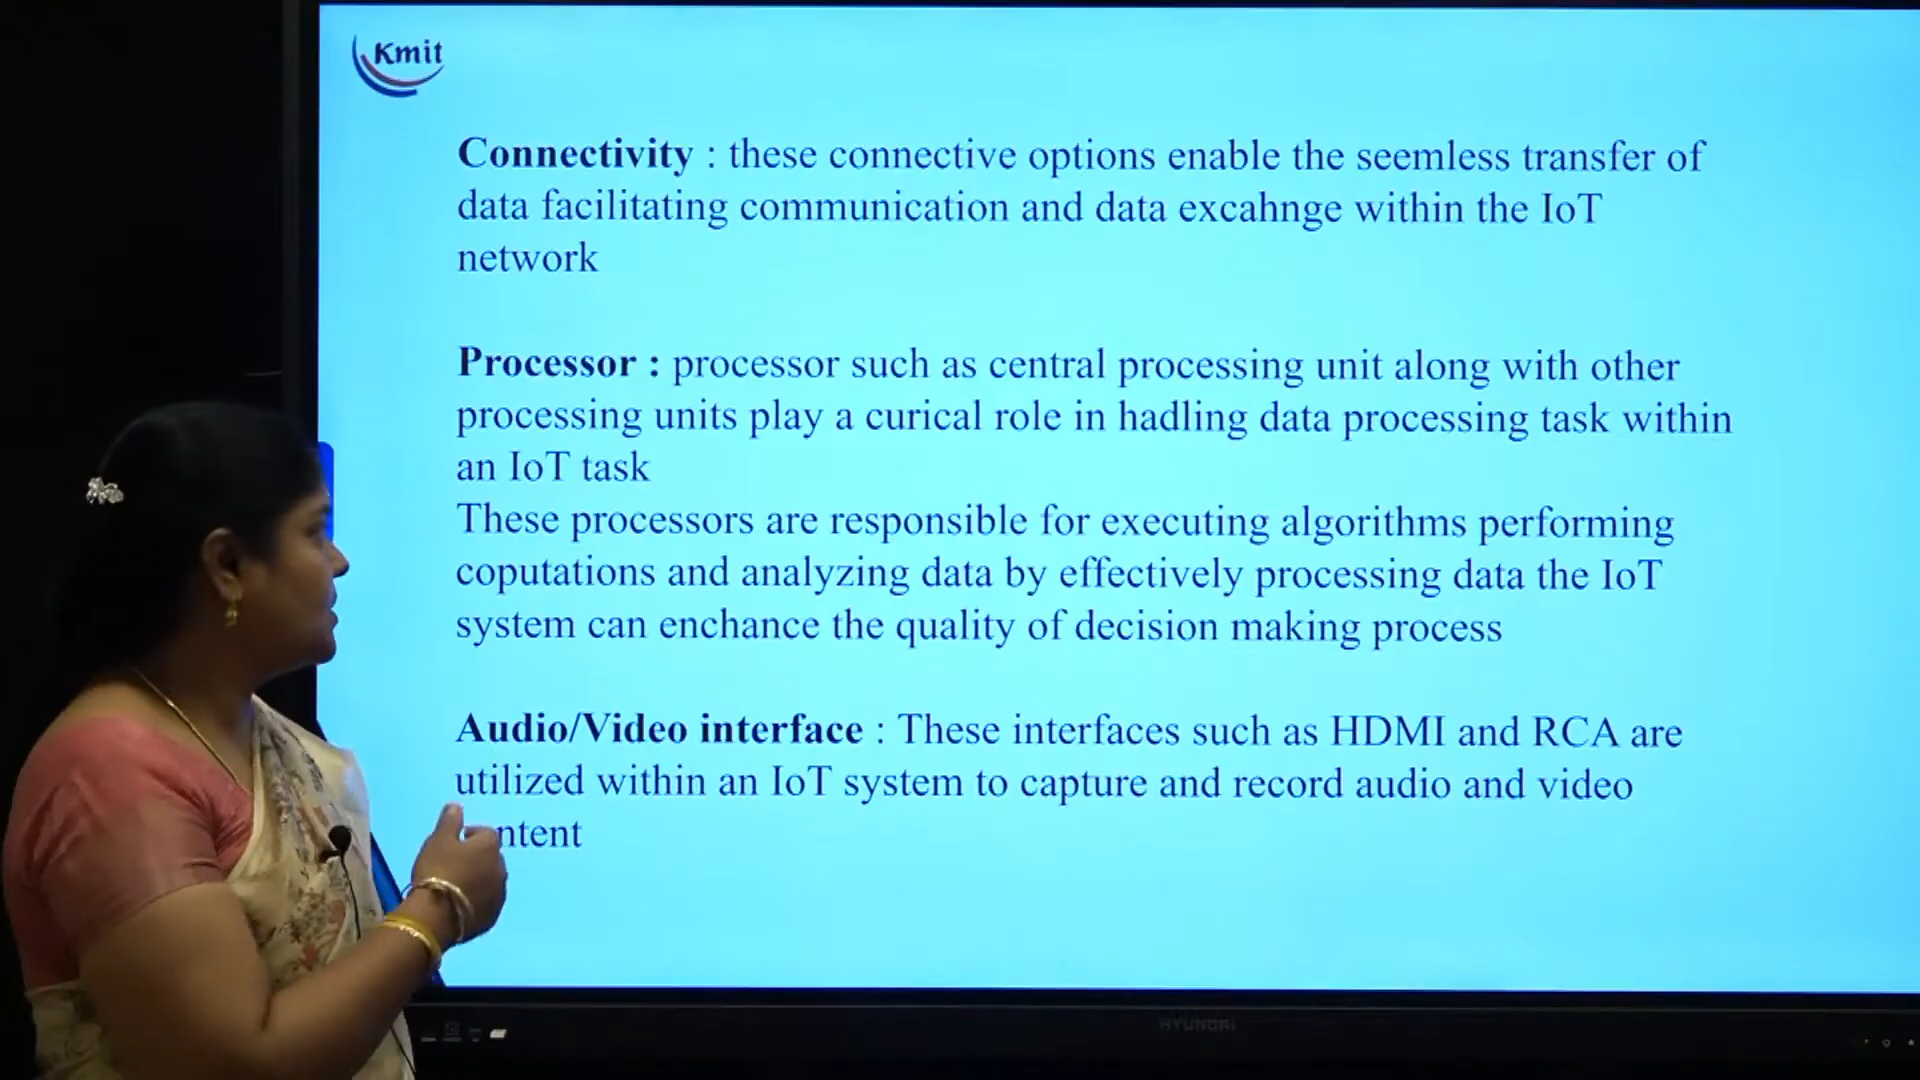 Kmit
Connectivity : these connective options enable the seemless transfer of
data facilitating communication and data excahnge within the IoT
network
Processor : processor such as central processing unit along with other
processing units play a curical role in hadling data processing task within
an IoT task
These processors are responsible for executing algorithms performing
coputations and analyzing data by effectively processing data the IoT
system can enchance the quality of decision making process
Audio/Video interface : These interfaces such as HDMI and RCA are
utilized within an IoT system to capture and record audio and video
ntent
HYUNDAI